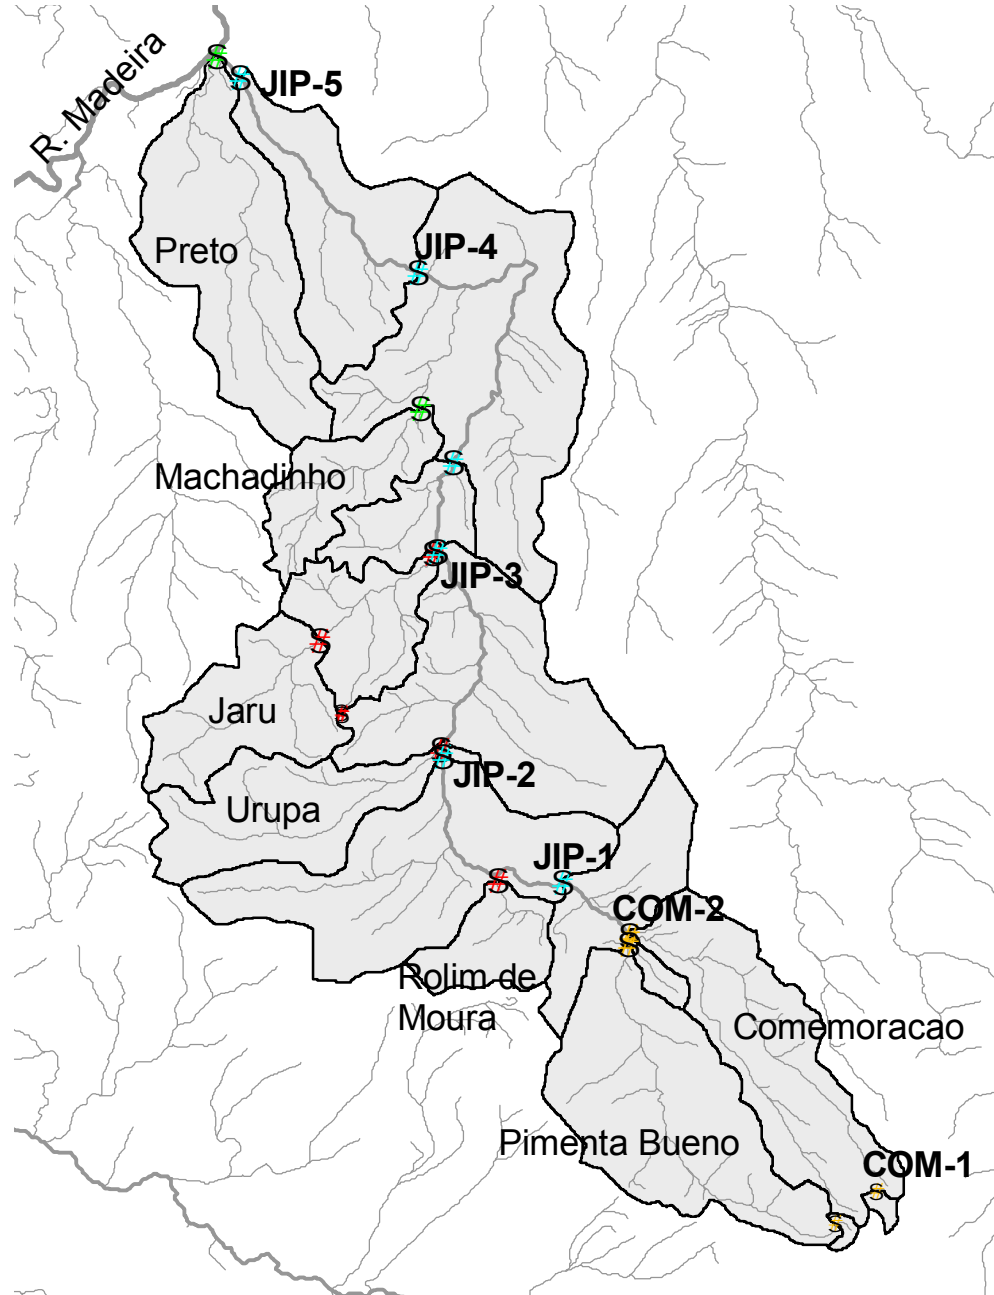 R. Madeira
JIP-5
Preto
JIP-4
Machadinho
JIP-3
Jaru
JIP-2
Urupa
JIP-1
COM-2
Rolim de
Moura
Comemoracao
Pimenta Bueno
COM-1